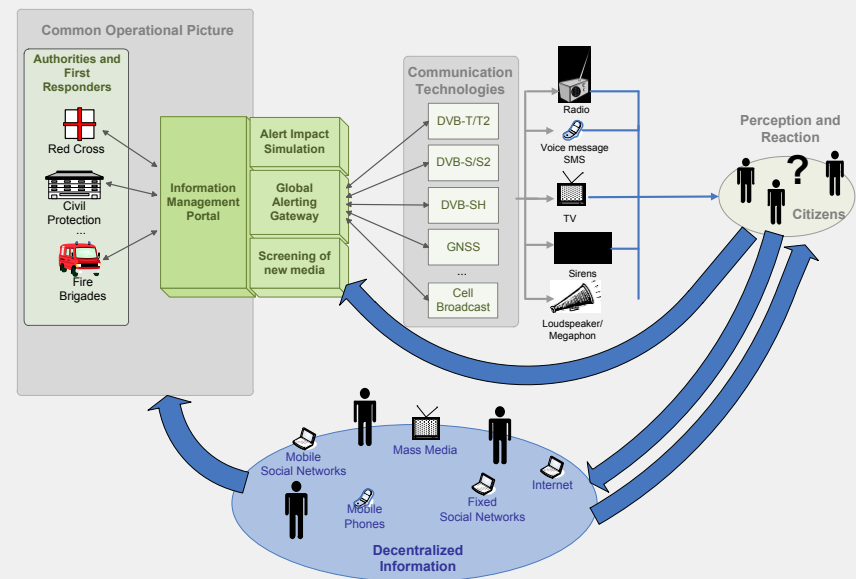 Common Operational Picture
Authorities and
First
Responders
Red Cross
Civil
Protection
...
Fire
Brigades
Information
Management
Portal
Alert Impact
Simulation
Global
Alerting
Gateway
Screening of
new media
Communication
Technologies
DVB-T/T2
DVB-S/S2
DVB-SH
GNSS
...
Cell
Broadcast
Radio
Voice message
SMS
TV
Sirens
Loudspeaker/
Megaphon
Perception and
Reaction
?
Citizens
Mobile
Social Networks
Mass Media
Internet
Mobile
Phones
Fixed
Social Networks
Decentralized
Information